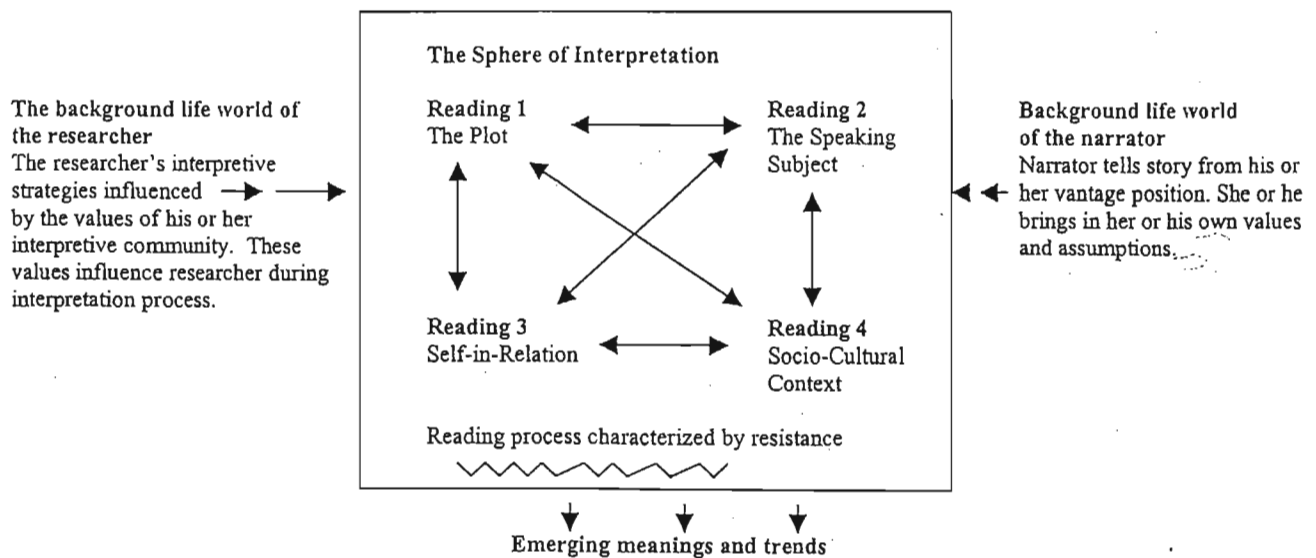 The Sphere of Interpretation
The background life world of
the researcher
The researcher's interpretive
strategies influenced
by the values of his or her
interpretive community. These
values influence researcher during
interpretation process.
Reading 1
The Plot
Reading 2
The Speaking
Subject
Reading 3
Self-in-Relation
Reading 4
Socio-Cultural
Context
Reading process characterized by resistance
Background life world
of the narrator
Narrator tells story from his or
her vantage position. She or he
brings in her or his own values
and assumptions.
Emerging meanings and trends